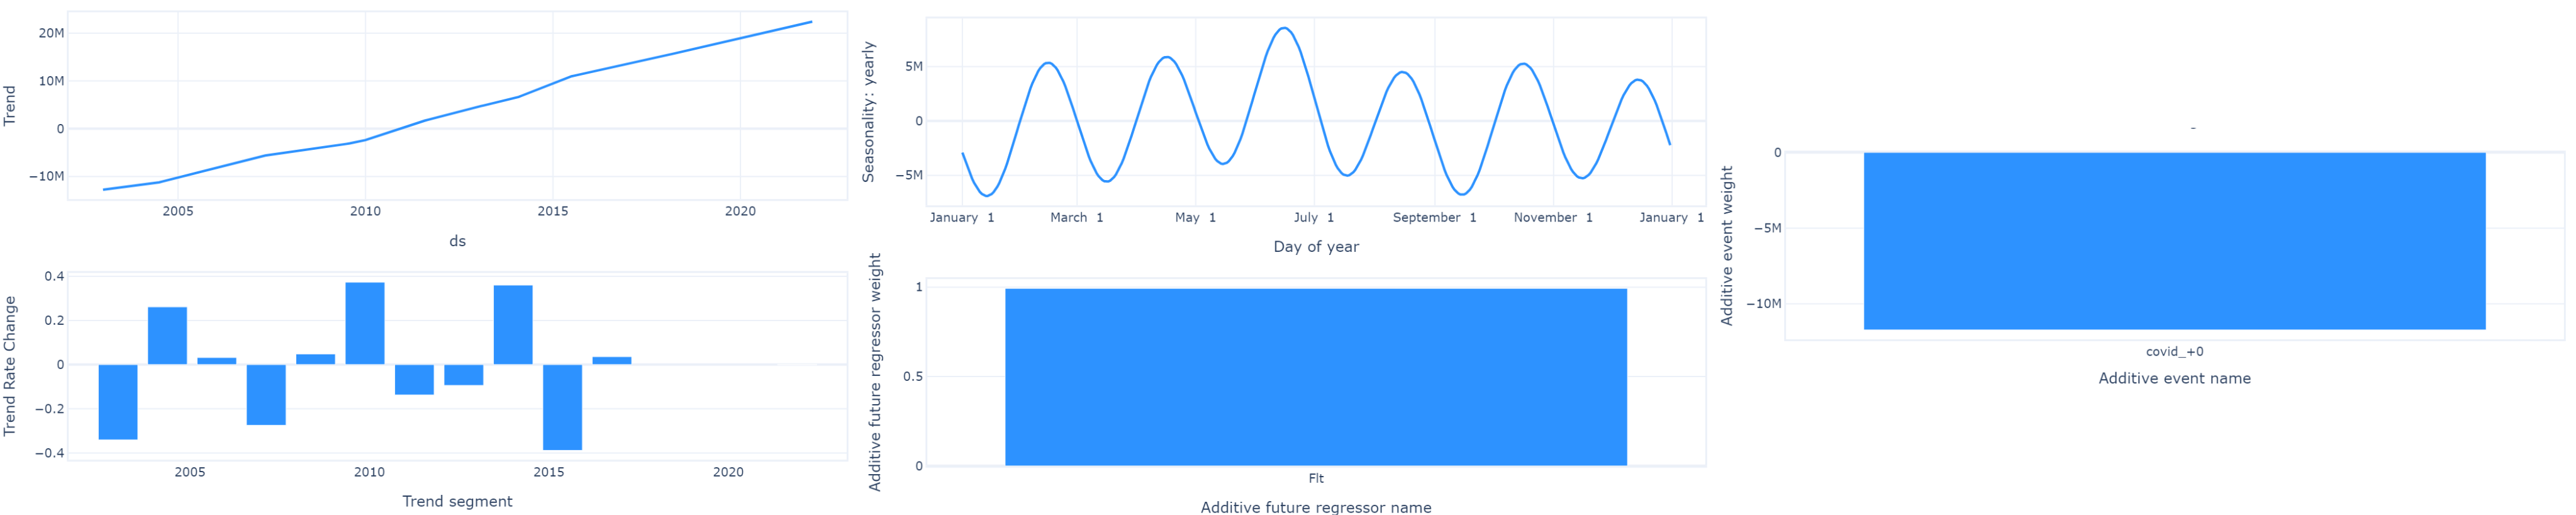 Trend
20M
10M
0
−10M
2005 2010 2015 2020
ds
Trend Rate Change
0.4
0.2
0
−0.2
−0.4
2005 2010 2015 2020
Trend segment
Seasonality: yearly
5M
0
−5M
January 1 March 1 May 1 July 1 September 1 November 1 January 1
Day of year
Additive future regressor weight
1
0.5
0
Flt
Additive future regressor name
-
Additive event weight
0
−5M
−10M
covid_+0
Additive event name